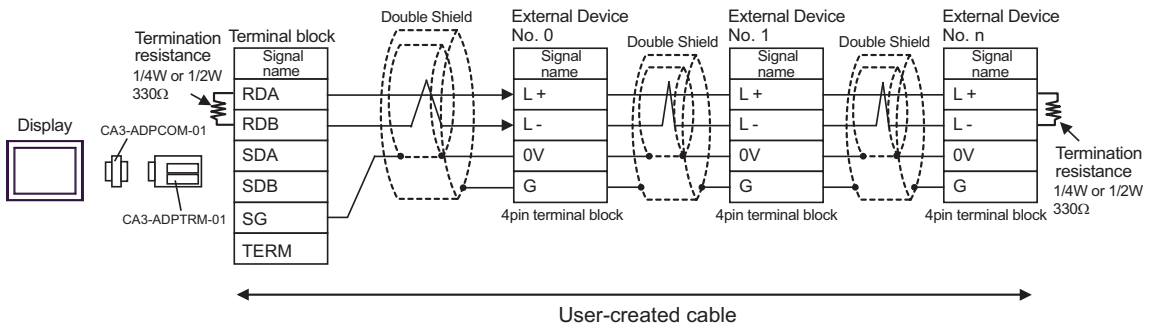 Display
CA3-ADPCOM-01
CA3-ADPTRM-01
Termination
resistance
1/4W or 1/2W
330Ω
Terminal block
Signal
name
RDA
RDB
SDA
SDB
SG
TERM
Double Shield
External Device
No. 0
Signal
name
L +
L -
0V
G
4pin terminal block
Double Shield
External Device
No. 1
Signal
name
L +
L -
0V
G
4pin terminal block
Double Shield
External Device
No. n
Signal
name
L +
L -
0V
G
4pin terminal block
Termination
resistance
1/4W or 1/2W
330Ω
User-created cable